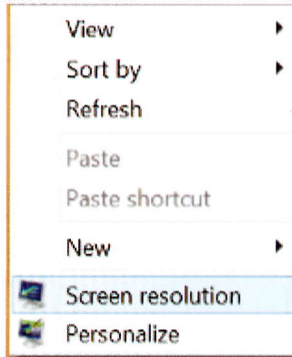 View
Sort by
Refresh
Paste
Paste shortcut
New
Screen resolution
Personalize